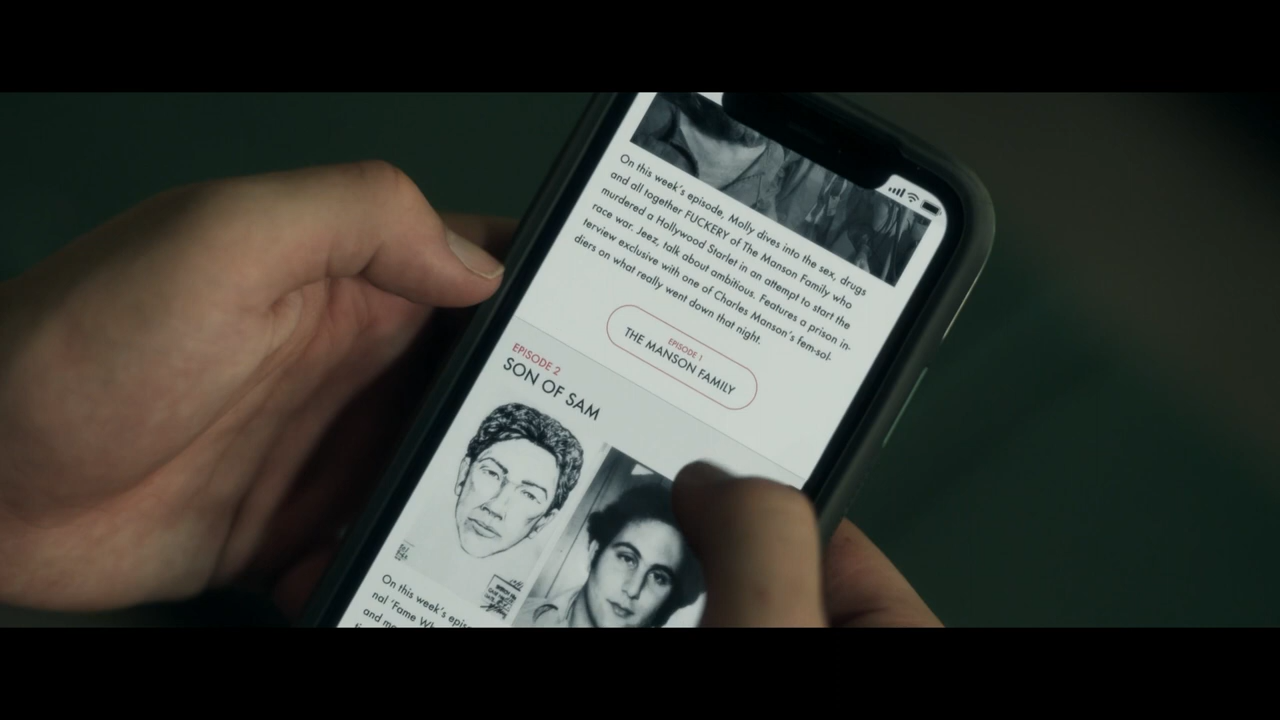 On this week's episode, Molly dives into the sex, drugs
and all together FUCKERY of The Manson Family who
murdered a Hollywood Starlet in an attempt to start the
race war. Jeez, talk about ambitious. Features a prison in-
terview exclusive with one of Charles Manson's fem-sol-
diers on what really went down that night.
EPISODE 1
THE MANSON FAMILY
EPISODE 2
SON OF SAM
On this week's
nal "Fame
and